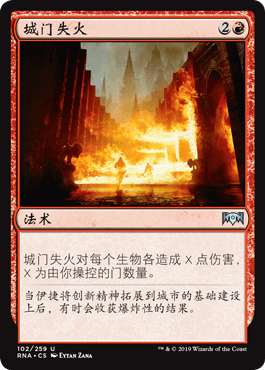 城门失火 2
法术
城门失火对每个生物各造成 X 点伤害，
X 为由你操控的门数量。
当伊捷将创新精神拓展到城市的基础建设
上后，有时会收获爆炸性的结果。
102/259 U
RNA • CS EYTAN ZANA
™ & © 2019 Wizards of the Coast